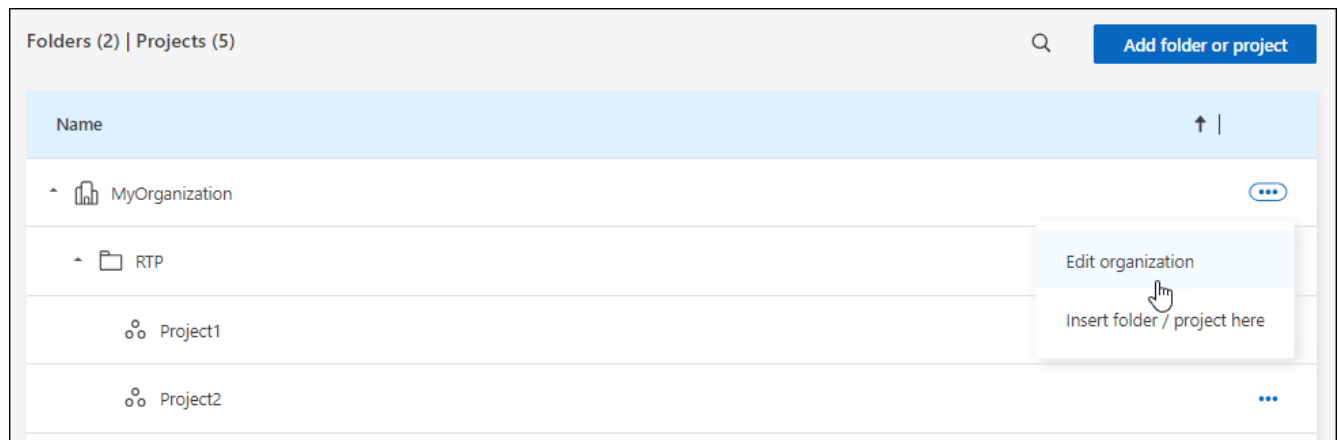 Folders (2) | Projects (5)
Add folder or project
Name
MyOrganization
RTP
Edit organization
Project1
Insert folder / project here
Project2